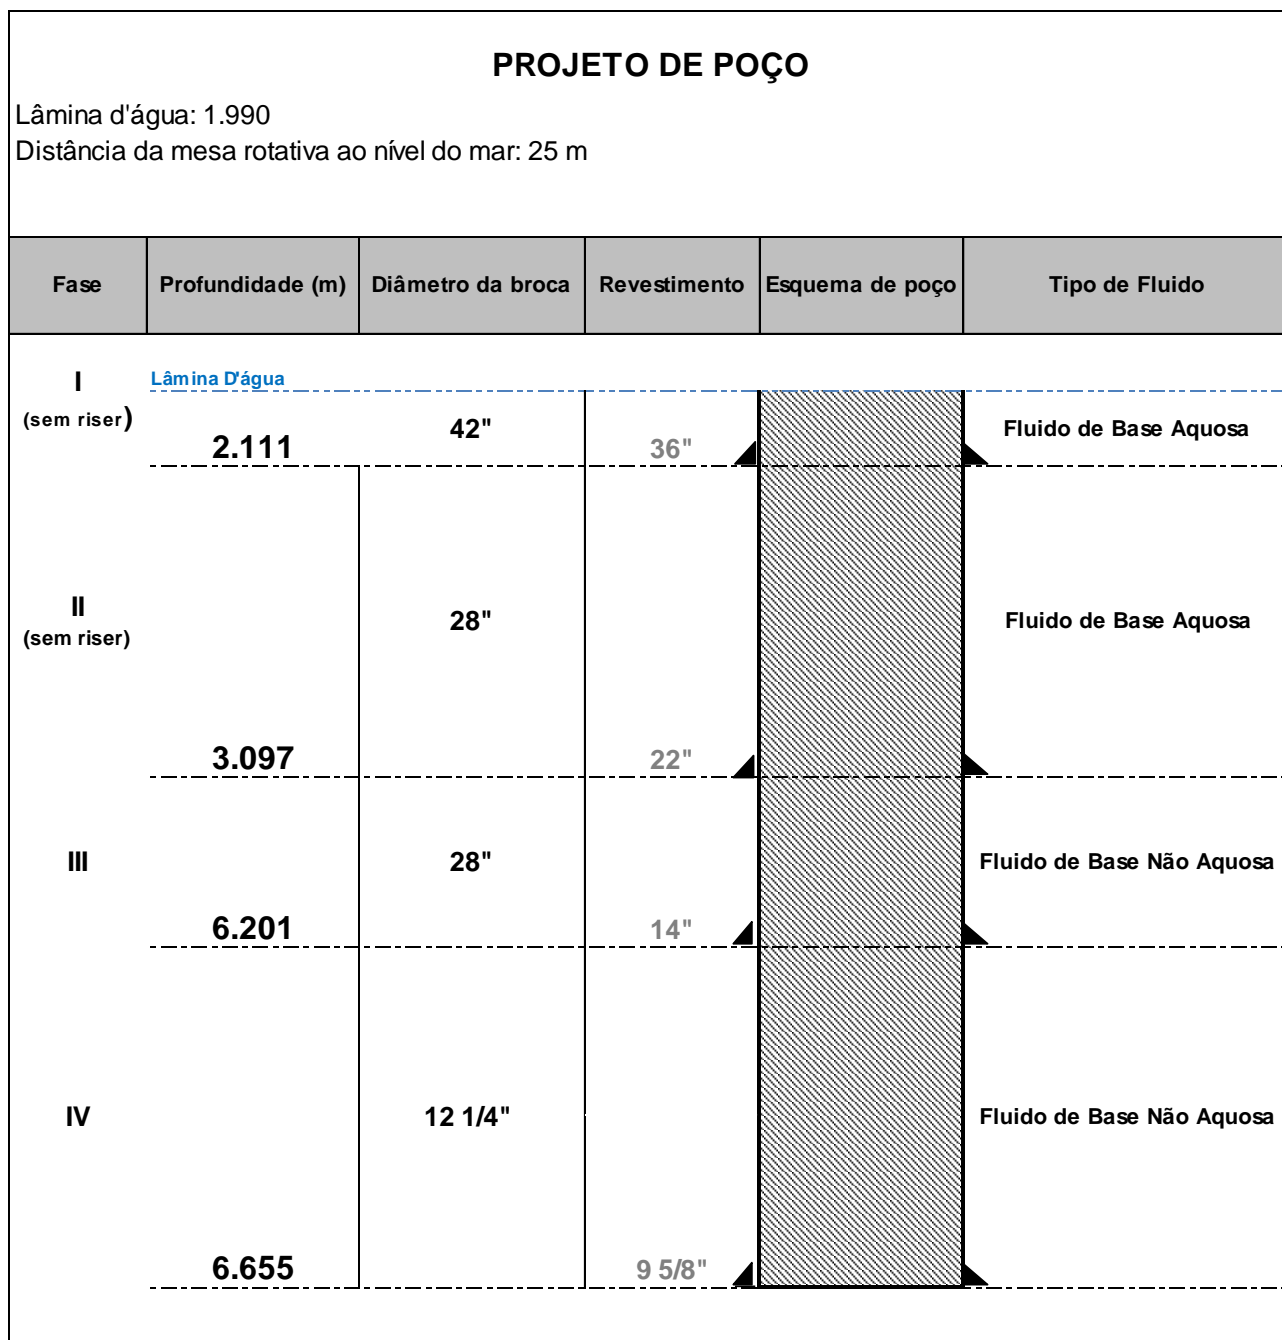 PROJETO DE POÇO
Lâmina d'água: 1.990
Distância da mesa rotativa ao nível do mar: 25 m
Fase Profundidade (m) Diâmetro da broca Revestimento Esquema de poço Tipo de Fluido
I
(sem riser)
Lâmina D'água
2.111
42"
36"
Fluido de Base Aquosa
II
(sem riser)
3.097
28"
22"
Fluido de Base Aquosa
III
6.201
28"
14"
Fluido de Base Não Aquosa
IV
6.655
12 1/4"
9 5/8"
Fluido de Base Não Aquosa